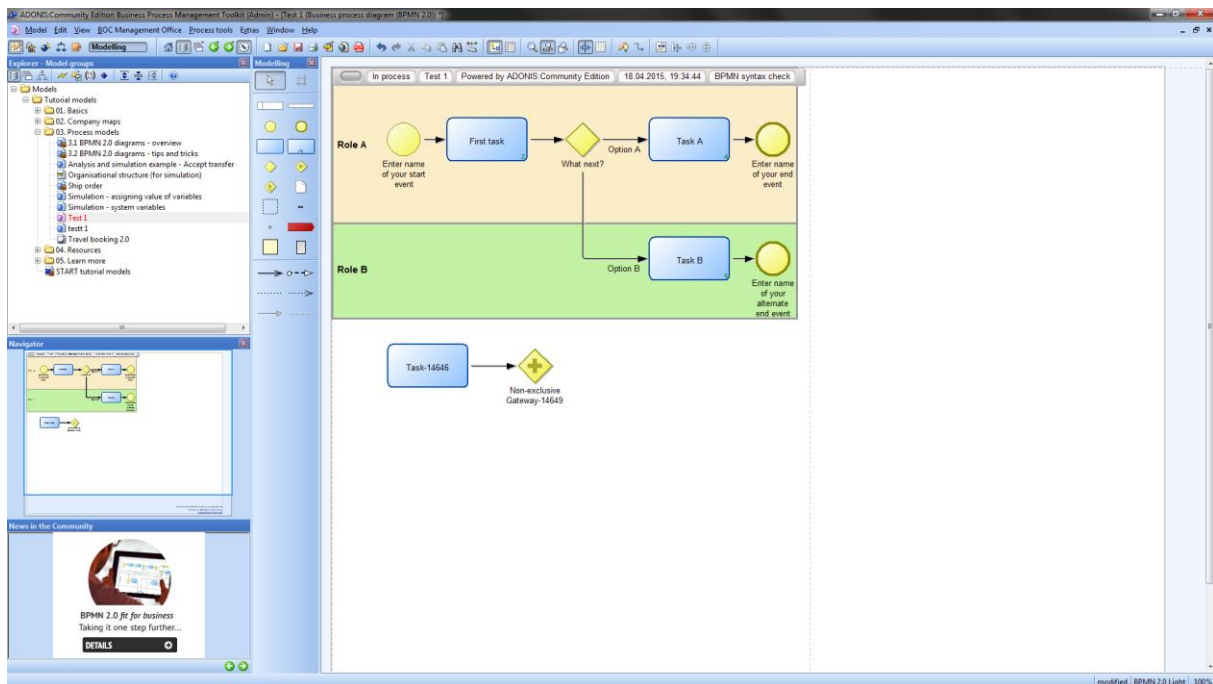 ADONIS:Community Edition Business Process Management Toolkit (Admin) - [Test 1 (Business process diagram (BPMN 2.0)) *]
Model Edit View BOC Management Office Process tools Extras Window Help
Modelling
Explorer - Model groups
Models
Tutorial models
01. Basics
02. Company maps
03. Process models
3.1 BPMN 2.0 diagrams - overview
3.2 BPMN 2.0 diagrams - tips and tricks
Analysis and simulation example - Accept transfer
Organisational structure (for simulation)
Ship order
Simulation - assigning value of variables
Simulation - system variables
Test 1
testt 1
Travel booking 2.0
04. Resources
05. Learn more
START tutorial models
Navigator
News in the Community
BPMN 2.0 fit for business
Taking it one step further...
DETAILS
Modelling
In process Test 1 Powered by ADONIS:Community Edition 18.04.2015, 19:34:44 BPMN syntax check
Role A
Enter name
of your start
event
First task
What next?
Option A
Task A
Enter name
of your end
event
Role B
Option B
Task B
Enter name
of your
alternate
end event
Task-14646
Non-exclusive
Gateway-14649
modified BPMN 2.0 Light 100%